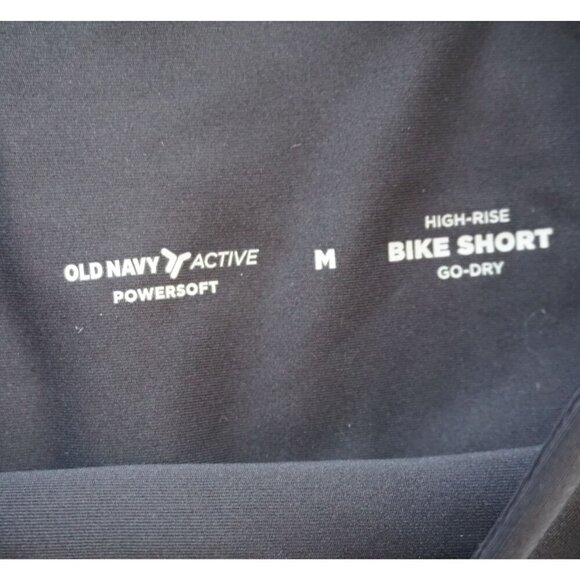 OLD NAVY ACTIVE
POWERSOFT
M
HIGH-RISE
BIKE SHORT
GO-DRY